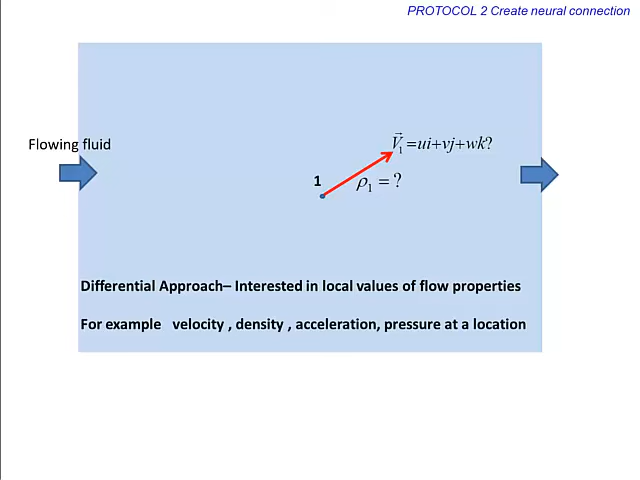 PROTOCOL 2 Create neural connection
Flowing fluid
V⃗₁ = ui+vj+wk?
1
ρ₁ = ?
Differential Approach– Interested in local values of flow properties
For example velocity , density , acceleration, pressure at a location